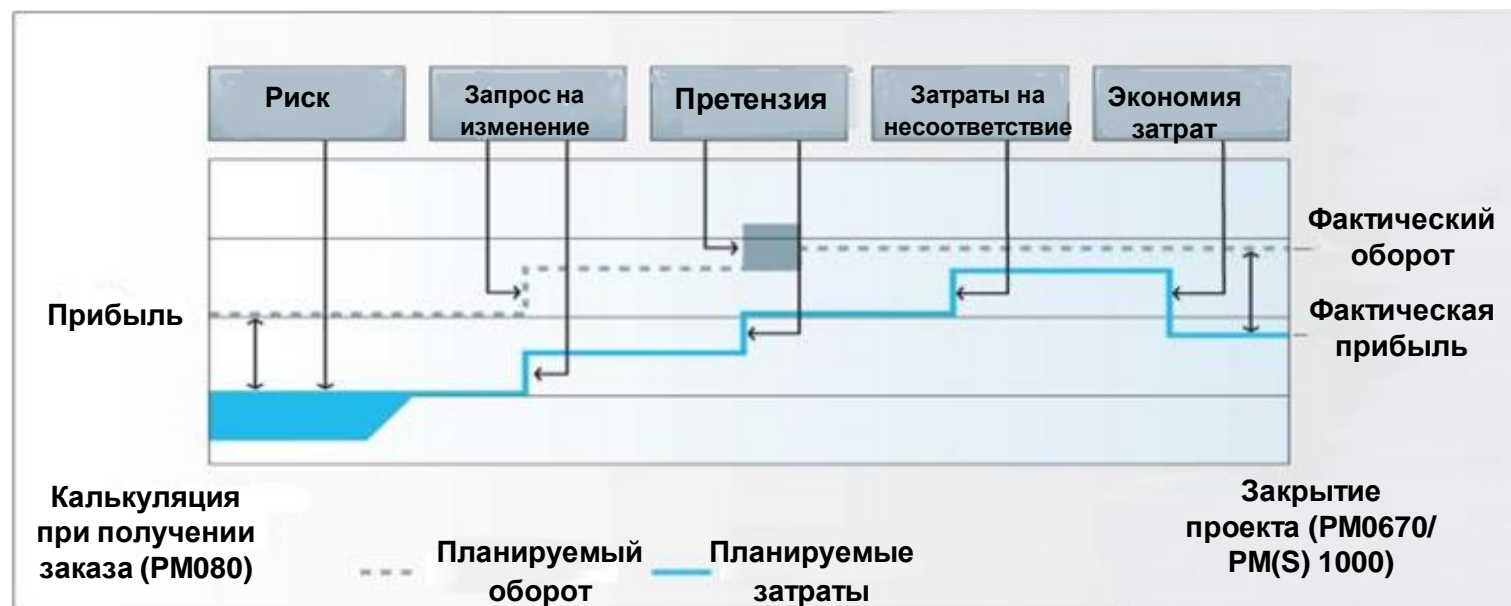 Риск
Запрос на
изменение
Претензия
Затраты на
несоответствие
Экономия
затрат
Фактический
оборот
Прибыль
Фактическая
прибыль
Калькуляция
при получении
заказа (PM080)
Планируемый
оборот
Планируемые
затраты
Закрытие
проекта (PM0670/
PM(S) 1000)